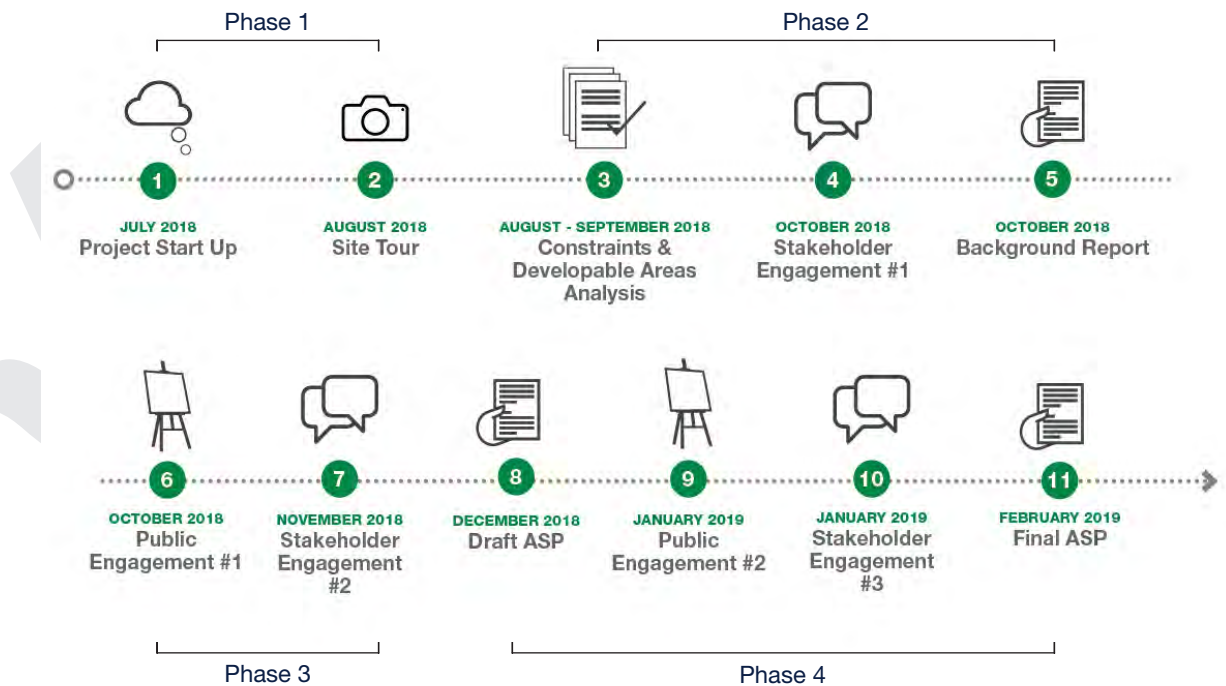 Phase 1
Phase 2
1
2
3
4
5
JULY 2018
Project Start Up
AUGUST 2018
Site Tour
AUGUST - SEPTEMBER 2018
Constraints &
Developable Areas
Analysis
OCTOBER 2018
Stakeholder
Engagement #1
OCTOBER 2018
Background Report
6
7
8
9
10
11
OCTOBER 2018
Public
Engagement #1
NOVEMBER 2018
Stakeholder
Engagement
#2
DECEMBER 2018
Draft ASP
JANUARY 2019
Public
Engagement #2
JANUARY 2019
Stakeholder
Engagement
#3
FEBRUARY 2019
Final ASP
Phase 3
Phase 4